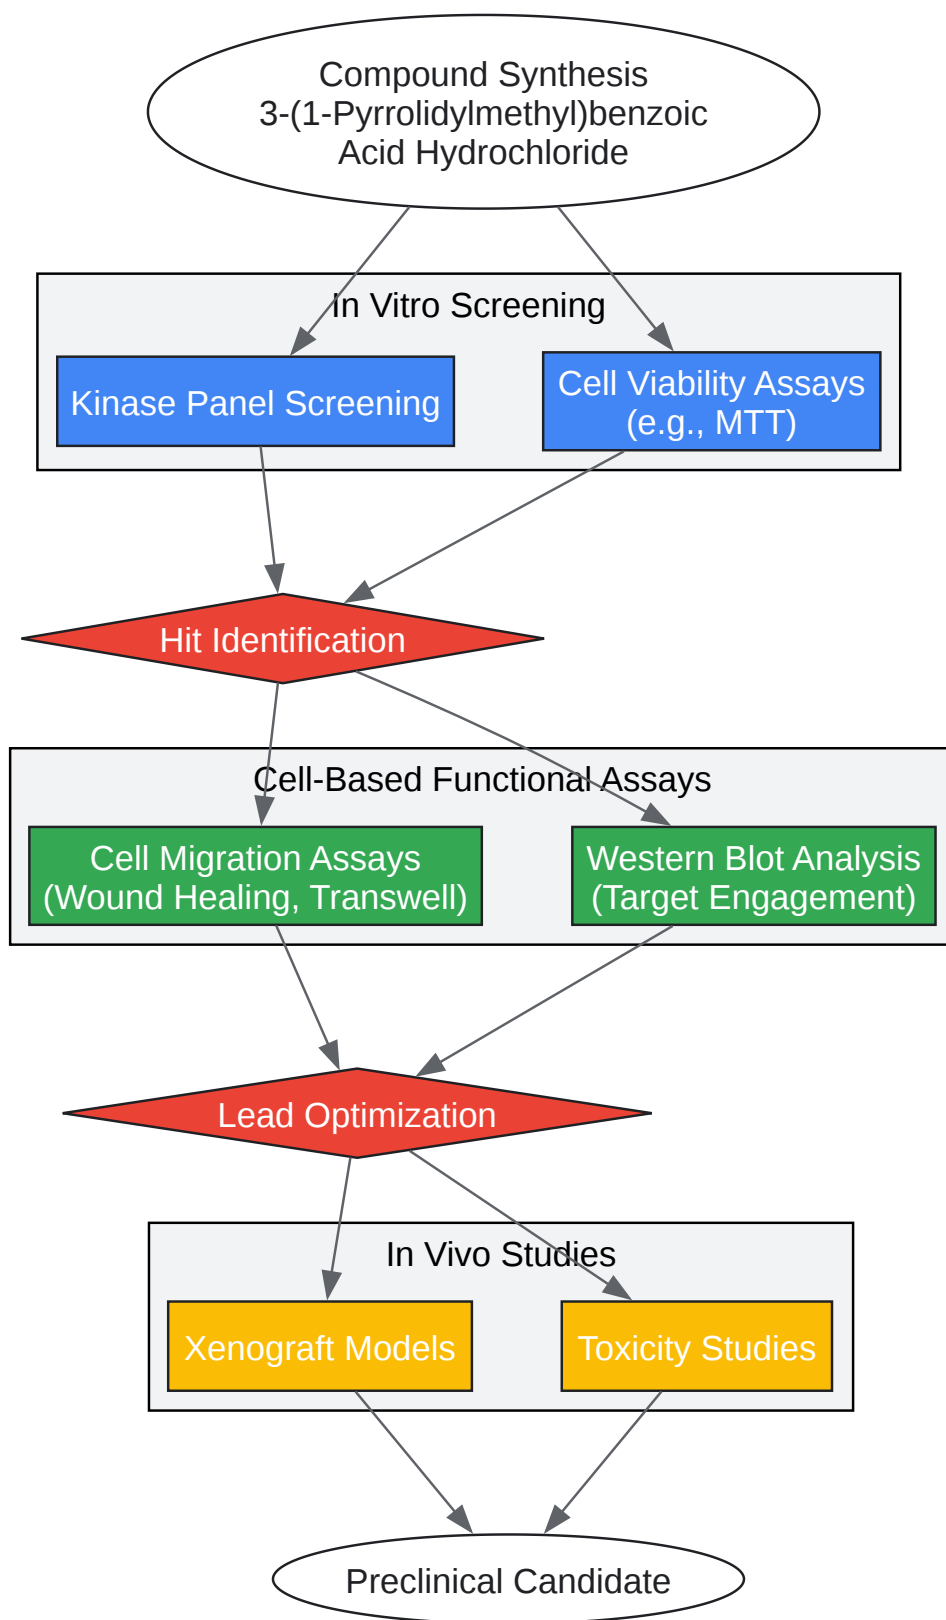 Compound Synthesis
3-(1-Pyrrolidylmethyl)benzoic
Acid Hydrochloride
In Vitro Screening
Kinase Panel Screening
Cell Viability Assays
(e.g., MTT)
Hit Identification
Cell-Based Functional Assays
Cell Migration Assays
(Wound Healing, Transwell)
Western Blot Analysis
(Target Engagement)
Lead Optimization
In Vivo Studies
Xenograft Models
Toxicity Studies
Preclinical Candidate